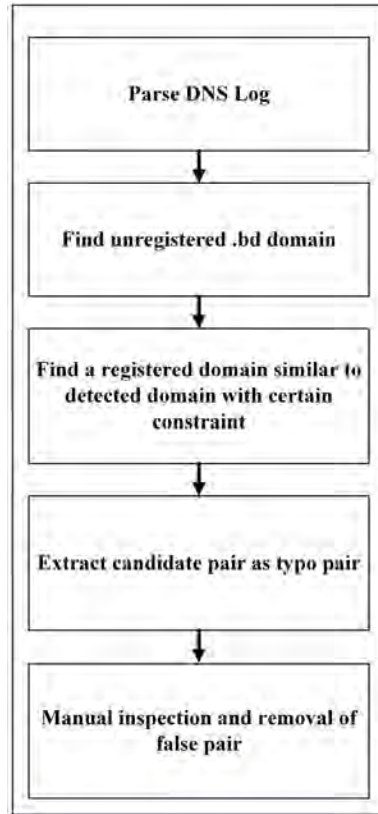 Parse DNS Log
Find unregistered .bd domain
Find a registered domain similar to
detected domain with certain
constraint
Extract candidate pair as typo pair
Manual inspection and removal of
false pair